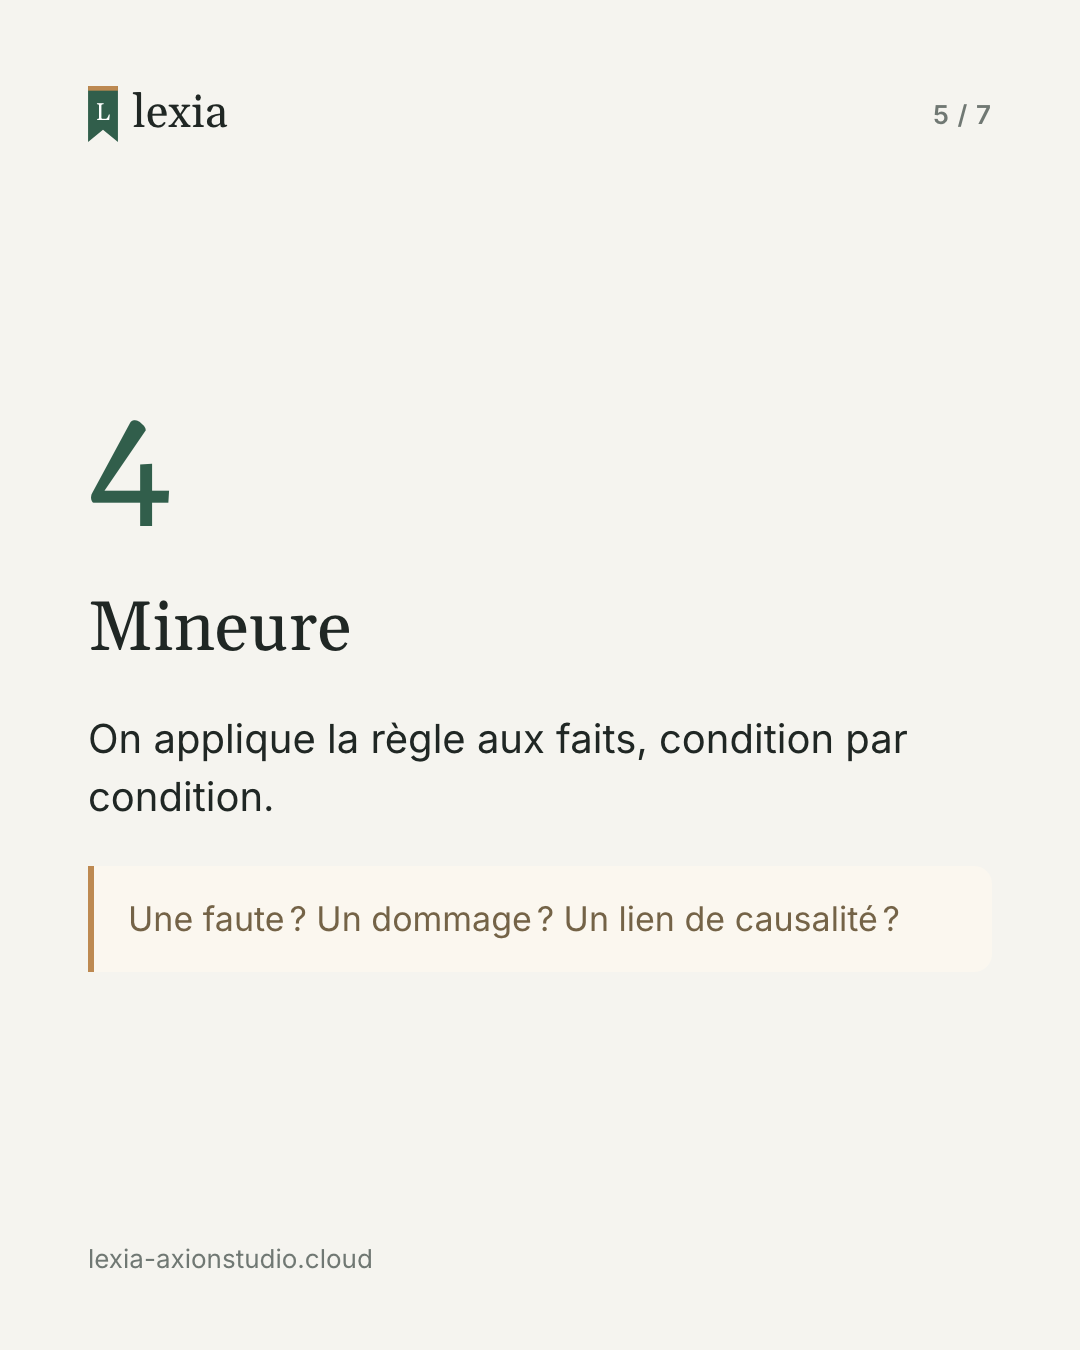 L lexia
5 / 7
4
Mineure
On applique la règle aux faits, condition par
condition.
Une faute ? Un dommage ? Un lien de causalité ?
lexia-axionstudio.cloud